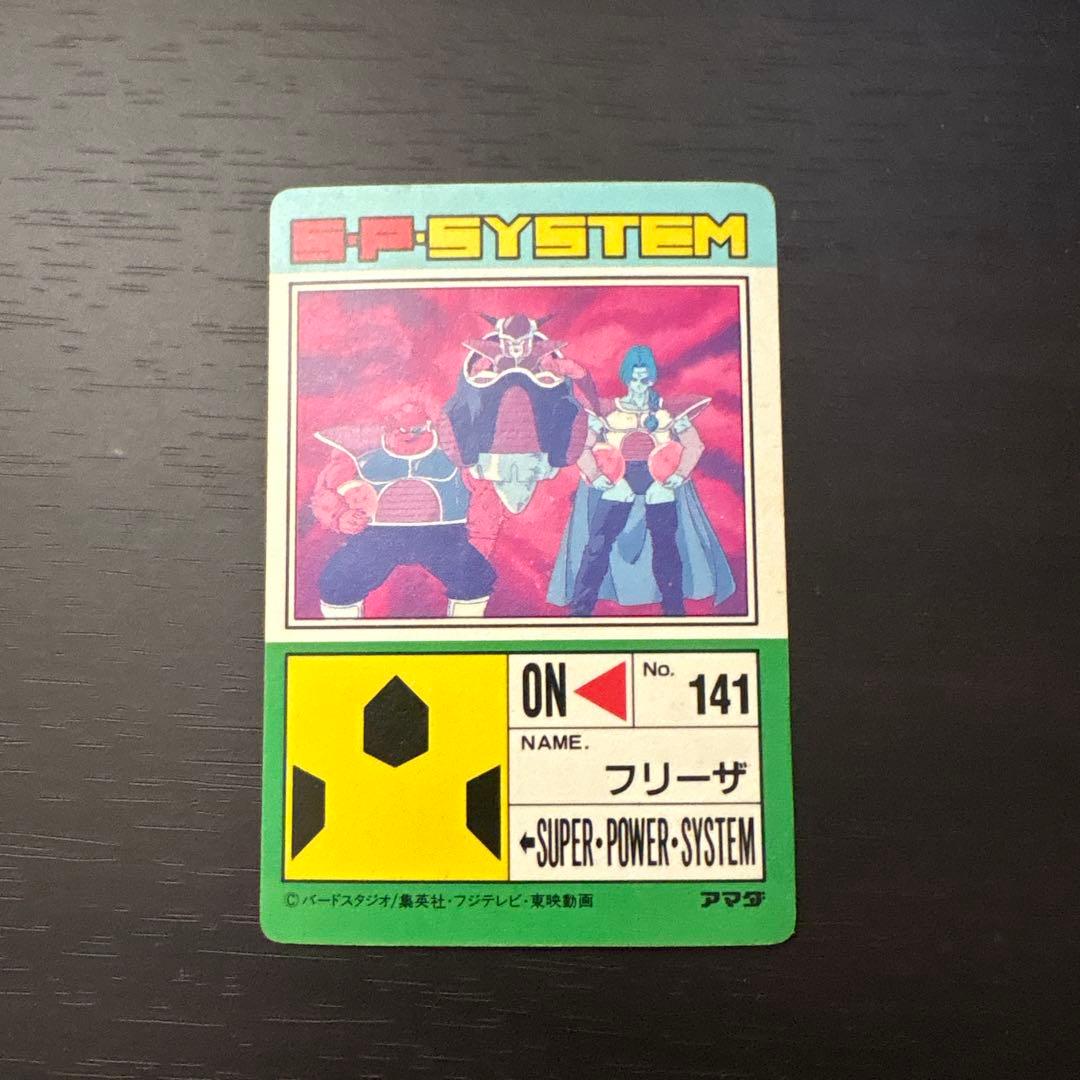 S·P·SYSTEM
ON
No. 141
NAME.
フリーザ
←SUPER・POWER・SYSTEM
©バードスタジオ/集英社・フジテレビ・東映動画
アマダ